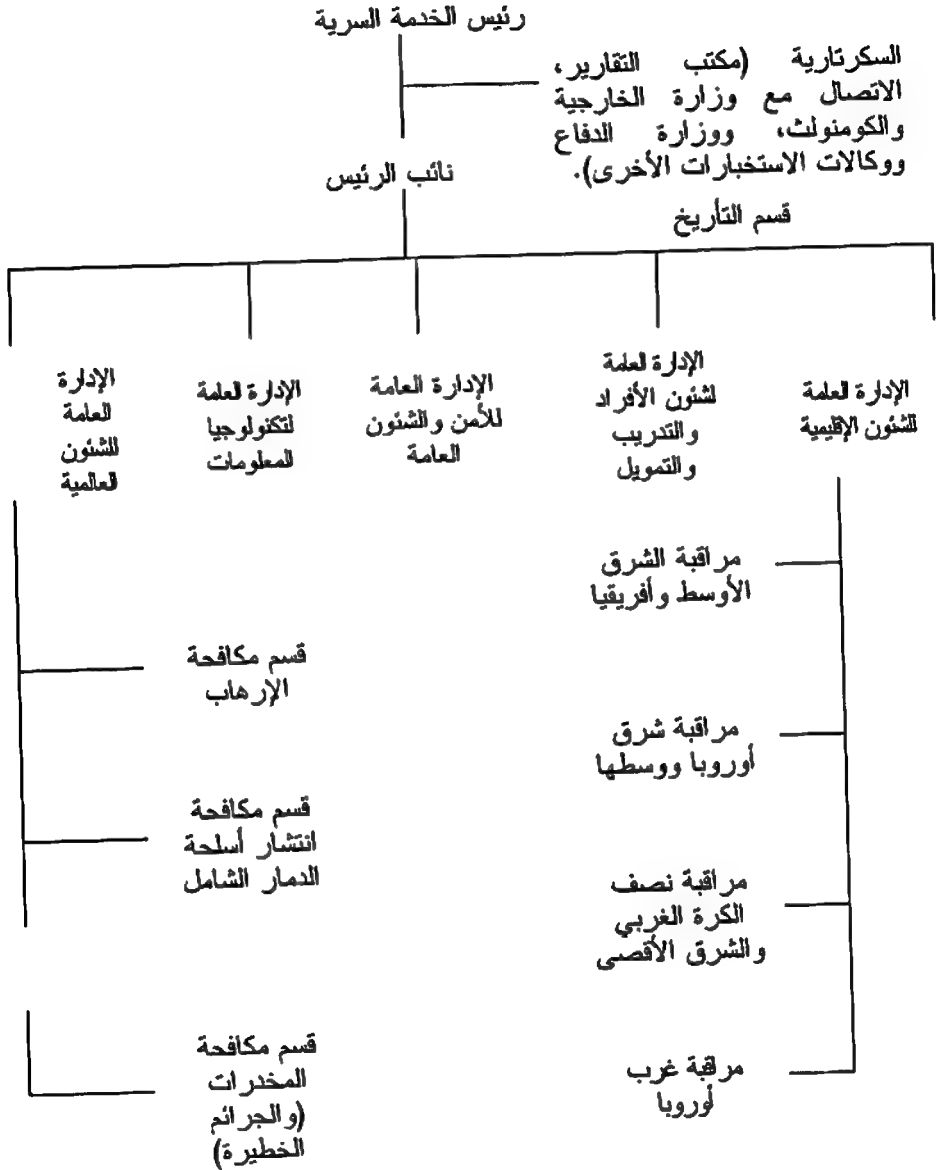 رئيس الخدمة السرية
السكرتارية (مكتب التقارير،
الاتصال مع وزارة الخارجية
والكومنولث، ووزارة الدفاع
ووكالات الاستخبارات الأخرى).
نائب الرئيس
قسم التأريخ
الإدارة العامة
للشئون الإقليمية
الإدارة العامة
لشئون الأفراد
والتدريب
والتمويل
الإدارة العامة
للأمن والشئون
العامة
الإدارة العامة
لتكنولوجيا
المعلومات
الإدارة
العامة
للشئون
العالمية
مراقبة الشرق
الأوسط وأفريقيا
مراقبة شرق
أوروبا ووسطها
مراقبة نصف
الكرة الغربي
والشرق الأقصى
مراقبة غرب
أوروبا
قسم مكافحة
الإرهاب
قسم مكافحة
انتشار أسلحة
الدمار الشامل
قسم مكافحة
المخدرات
(والجرائم
الخطيرة)